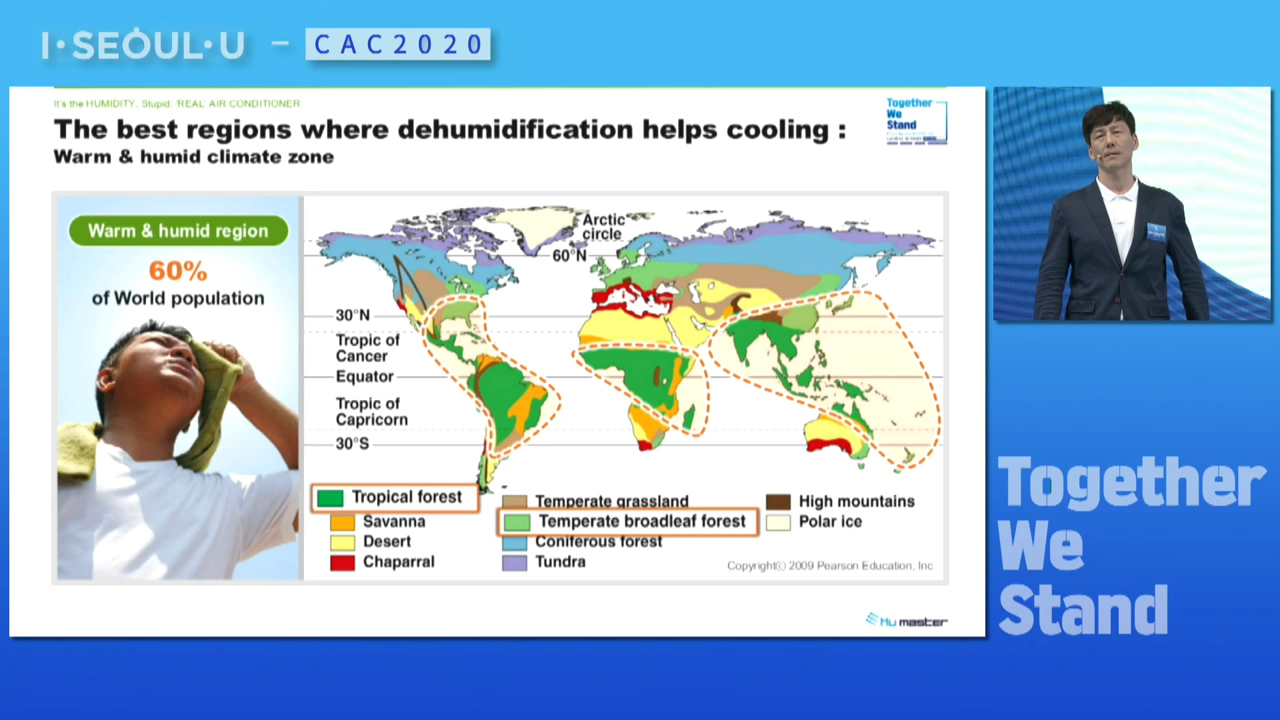 I·SEOUL·U – CAC2020
It's the HUMIDITY. Stupid. 'REAL' AIR CONDITIONER
The best regions where dehumidification helps cooling :
Warm & humid climate zone
Together
We
Stand
Warm & humid region
60%
of World population
Arctic
circle
60°N
30°N
Tropic of
Cancer
Equator
Tropic of
Capricorn
30°S
Tropical forest
Savanna
Desert
Chaparral
Temperate grassland
Temperate broadleaf forest
Coniferous forest
Tundra
High mountains
Polar ice
Copyrightⓒ 2009 Pearson Education, Inc
Humaster
Together
We
Stand